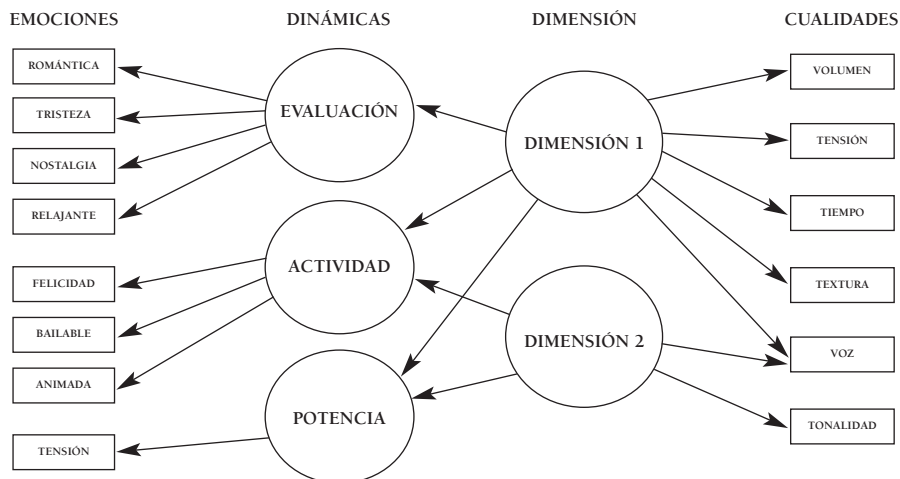 EMOCIONES
DINÁMICAS
DIMENSIÓN
CUALIDADES
ROMÁNTICA
TRISTEZA
NOSTALGIA
RELAJANTE
FELICIDAD
BAILABLE
ANIMADA
TENSIÓN
EVALUACIÓN
ACTIVIDAD
POTENCIA
DIMENSIÓN 1
DIMENSIÓN 2
VOLUMEN
TENSIÓN
TIEMPO
TEXTURA
VOZ
TONALIDAD